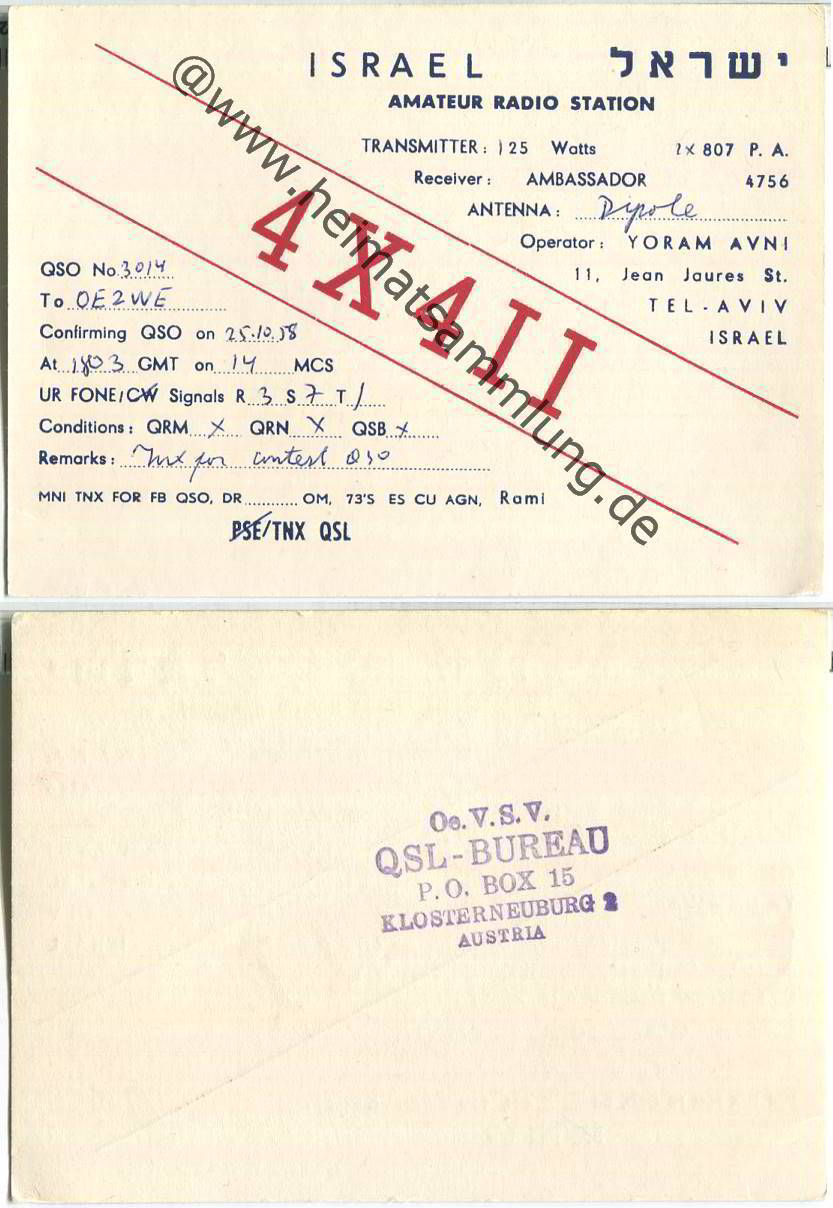 ISRAEL ישראל
AMATEUR RADIO STATION
TRANSMITTER: 125 Watts 2X 807 P. A.
Receiver: AMBASSADOR 4756
ANTENNA: Dipole
Operator: YORAM AVNI
11, Jean Jaures St.
TEL-AVIV
ISRAEL
4X4II
@www.heimatsammlung.de
QSO No. 3014
To OE2WE
Confirming QSO on 25.10.58
At 1803 GMT on 14 MCS
UR FONE/CW Signals R 3 S 7 T /
Conditions: QRM X QRN X QSB X
Remarks: Tnx for contest QSO
MNI TNX FOR FB QSO, DR .......... OM, 73'S ES CU AGN, Rami
PSE/TNX QSL
Oe.V.S.V.
QSL-BUREAU
P.O. BOX 15
KLOSTERNEUBURG 2
AUSTRIA